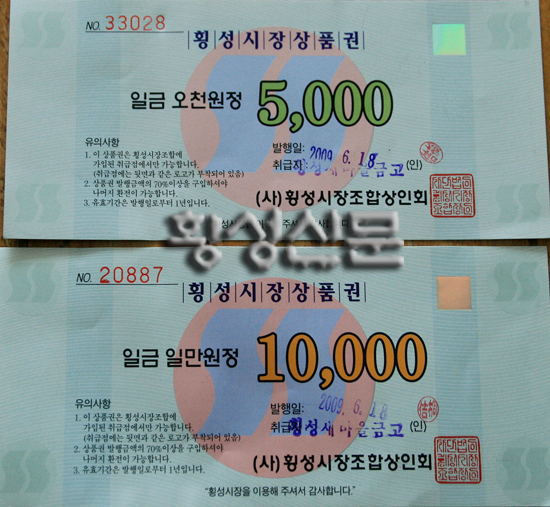 NO. 33028
횡성시장상품권
일금 오천원정 5,000
유의사항
1. 이 상품권은 횡성시장조합에
가입된 취급점에서만 가능합니다.
(취급점에는 뒷면과 같은 로고가 부착되어 있음)
2. 상품권 발행금액의 70%이상을 구입하셔야
나머지 환전이 가능합니다.
3. 유효기간은 발행일로부터 1년입니다.
발행일: 2009 6. 18
취급자: 횡성새마을금고 (인)
(사)횡성시장조합상인회
횡성신문
NO. 20887
횡성시장상품권
일금 일만원정 10,000
유의사항
1. 이 상품권은 횡성시장조합에
가입된 취급점에서만 가능합니다.
(취급점에는 뒷면과 같은 로고가 부착되어 있음)
2. 상품권 발행금액의 70%이상을 구입하셔야
나머지 환전이 가능합니다.
3. 유효기간은 발행일로부터 1년입니다.
발행일: 2009. 6. 18
취급자 횡성새마을금고 (인)
(사)횡성시장조합상인회
"횡성시장을 이용해 주셔서 감사합니다."